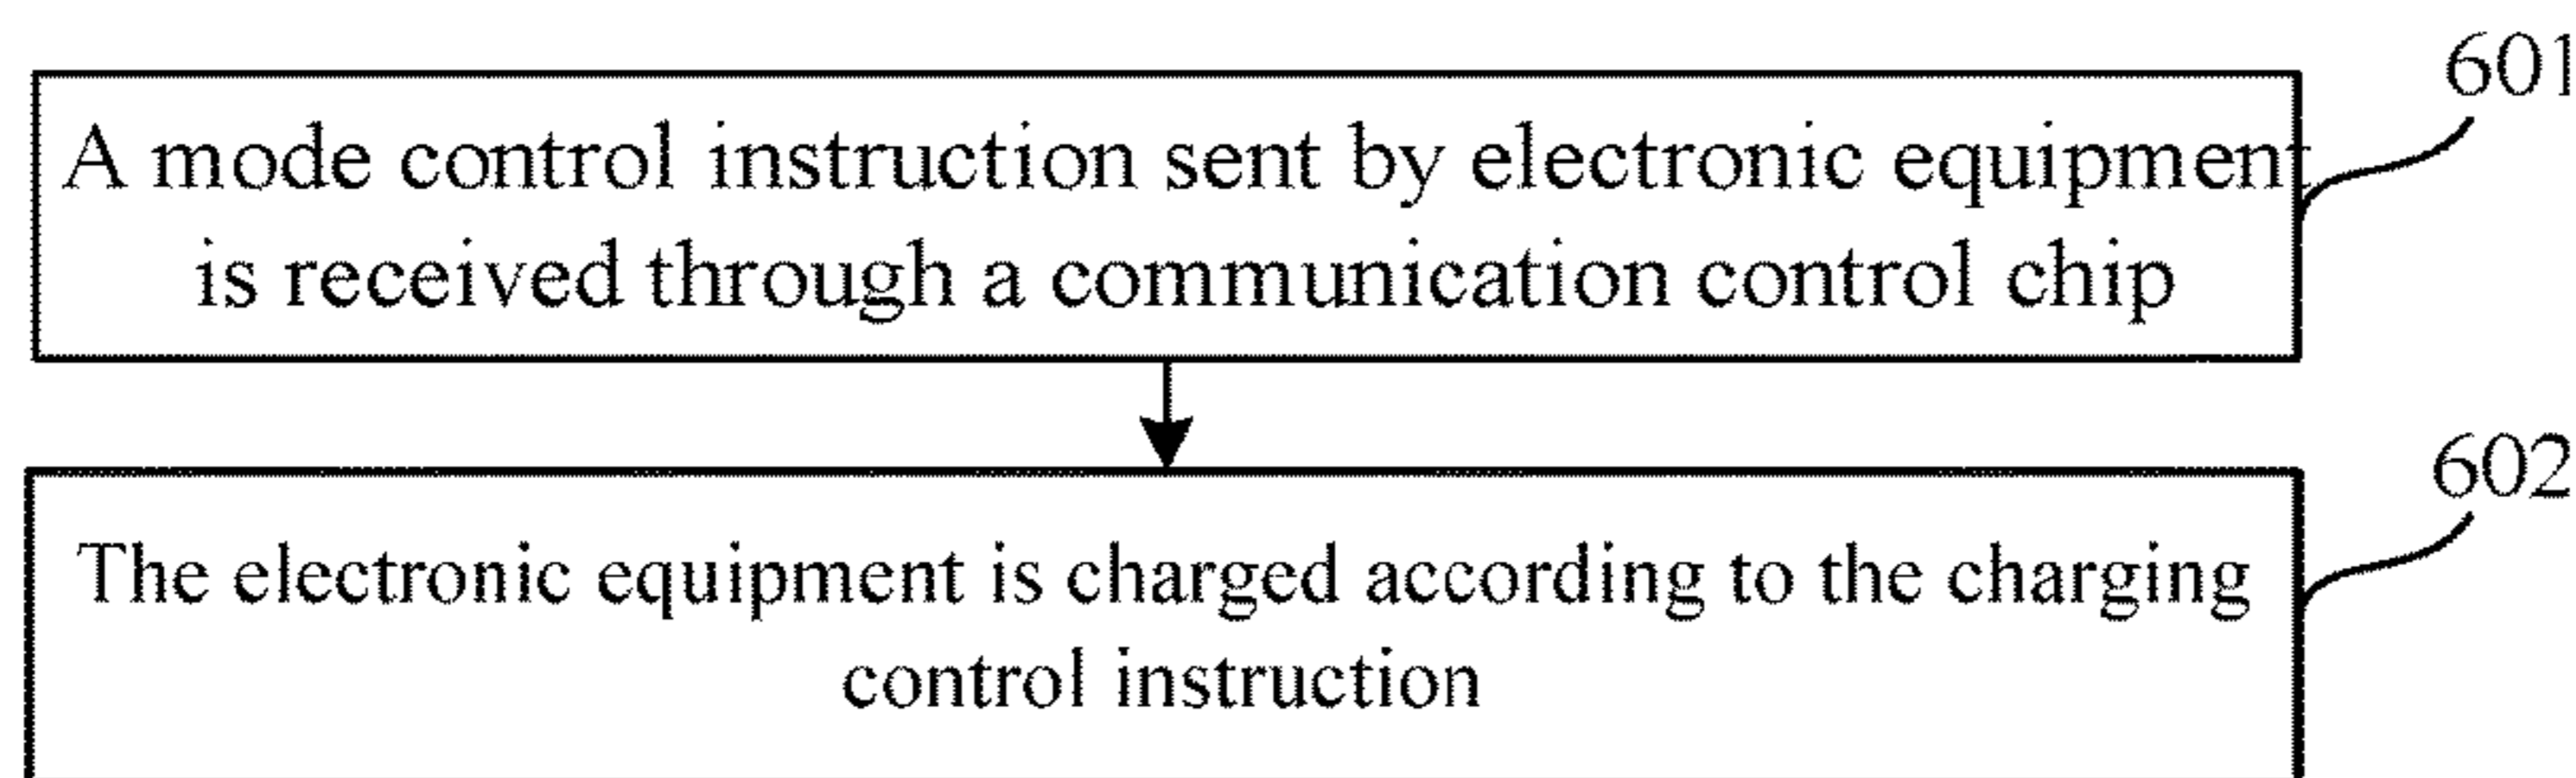 601
A mode control instruction sent by electronic equipment
is received through a communication control chip
602
The electronic equipment is charged according to the charging
control instruction